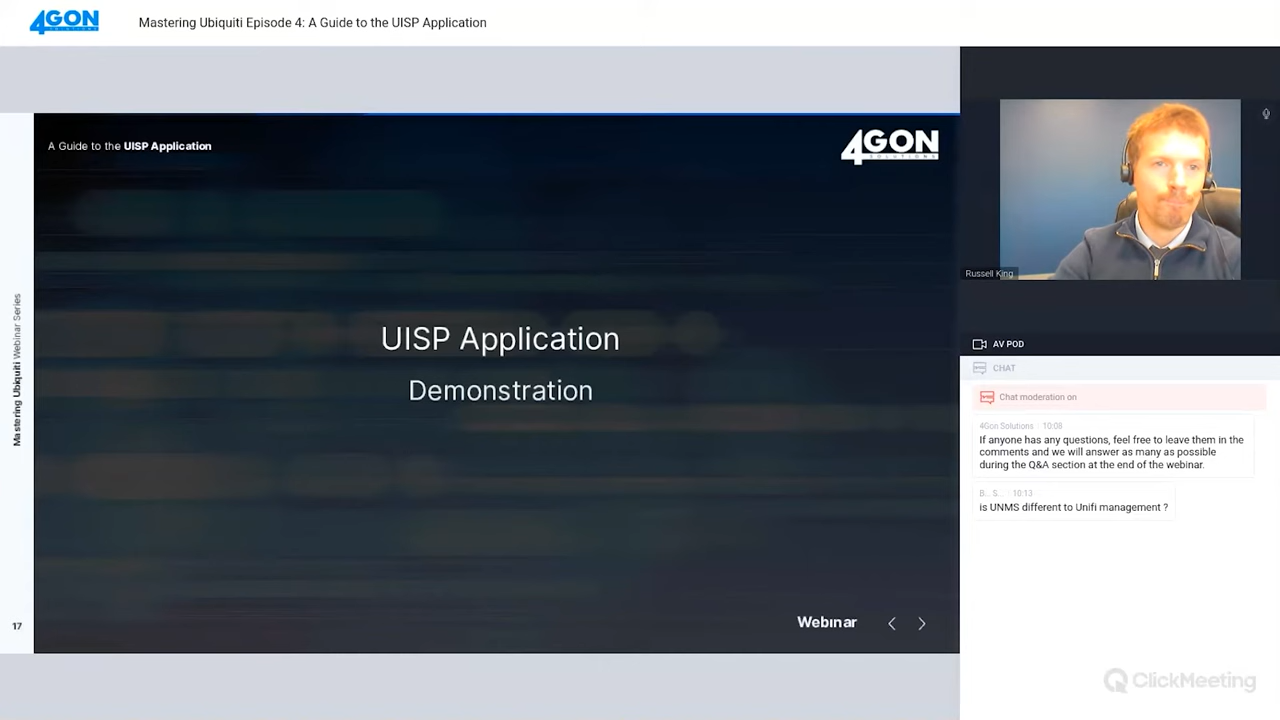 4GON
SOLUTIONS
Mastering Ubiquiti Episode 4: A Guide to the UISP Application
A Guide to the UISP Application
4GON
SOLUTIONS
UISP Application
Demonstration
Mastering Ubiquiti Webinar Series
17
Webinar
Russell King
AV POD
CHAT
Chat moderation on
4Gon Solutions 10:08
If anyone has any questions, feel free to leave them in the
comments and we will answer as many as possible
during the Q&A section at the end of the webinar.
B... S... 10:13
is UNMS different to Unifi management ?
ClickMeeting